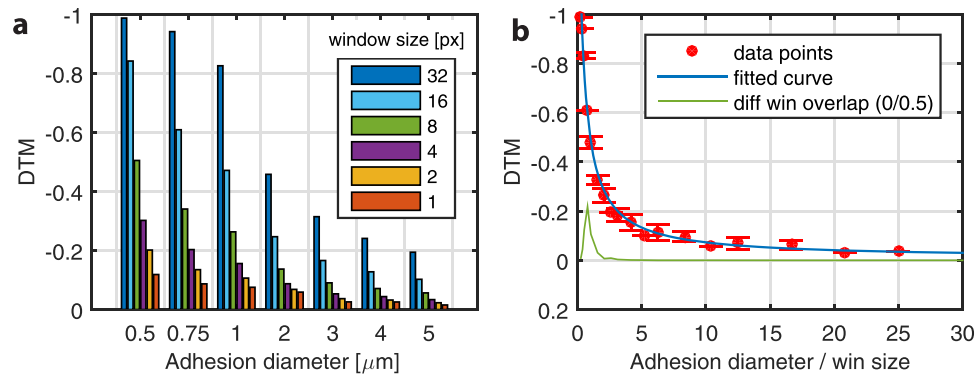 a
-1
-0.8
-0.6
-0.4
-0.2
0
DTM
window size [px]
32
16
8
4
2
1
0.5 0.75 1 2 3 4 5
Adhesion diameter [μm]
b
-1
-0.8
-0.6
-0.4
-0.2
0
0.2
DTM
data points
fitted curve
diff win overlap (0/0.5)
0 5 10 15 20 25 30
Adhesion diameter / win size